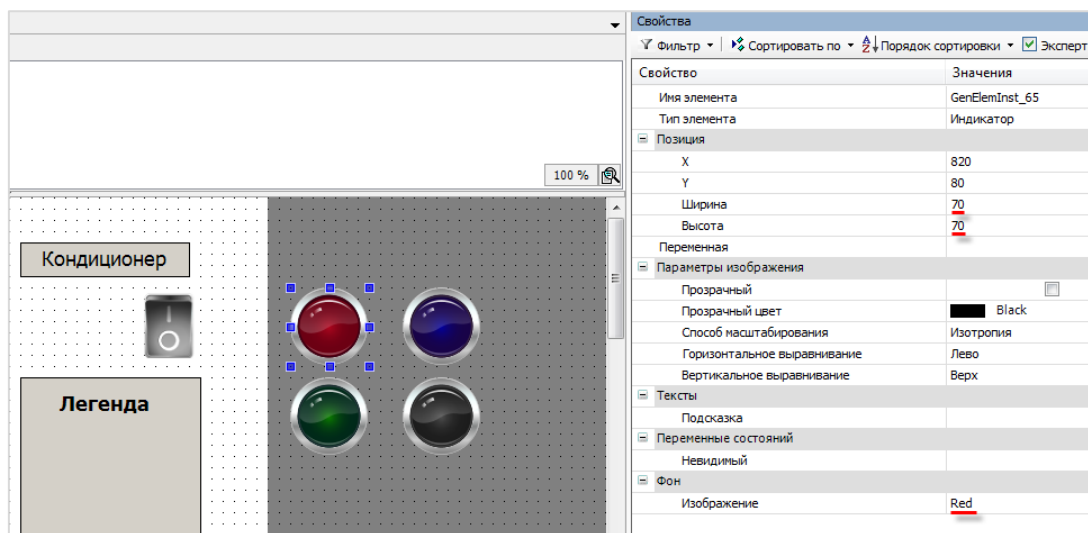 Свойства
Фильтр Сортировать по Порядок сортировки Эксперт
Свойство Значения
Имя элемента GenElemInst_65
Тип элемента Индикатор
Позиция
X 820
Y 80
Ширина 70
Высота 70
Переменная
Параметры изображения
Прозрачный
Прозрачный цвет Black
Способ масштабирования Изотропия
Горизонтальное выравнивание Лево
Вертикальное выравнивание Верх
Тексты
Подсказка
Переменные состояний
Невидимый
Фон
Изображение Red
100 %
Кондиционер
Легенда